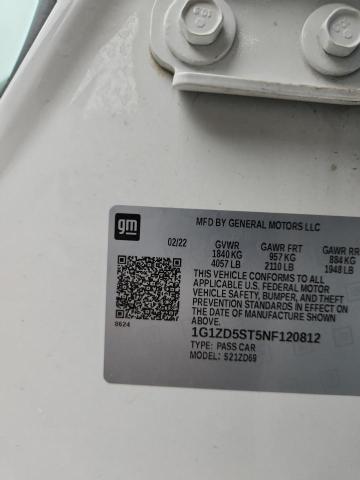 gm
MFD BY GENERAL MOTORS LLC
02/22 GVWR GAWR FRT GAWR RR
1840 KG 957 KG 884 KG
4057 LB 2110 LB 1948 LB
THIS VEHICLE CONFORMS TO ALL
APPLICABLE U.S. FEDERAL MOTOR
VEHICLE SAFETY, BUMPER, AND THEFT
PREVENTION STANDARDS IN EFFECT ON
THE DATE OF MANUFACTURE SHOWN ABOVE.
8624
1G1ZD5ST5NF120812
TYPE: PASS CAR
MODEL: S21ZD69